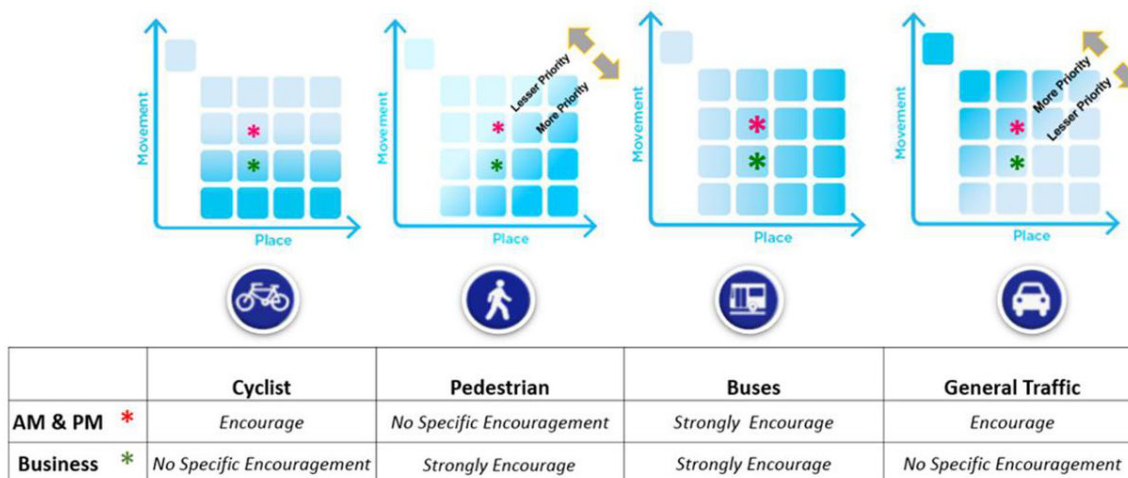 Movement
*
*
Place
Movement
Lesser Priority
More Priority
*
*
Place
Movement
*
*
Place
Movement
More Priority
Lesser Priority
*
*
Place
Cyclist Pedestrian Buses General Traffic
AM & PM * Encourage No Specific Encouragement Strongly Encourage Encourage
Business * No Specific Encouragement Strongly Encourage Strongly Encourage No Specific Encouragement